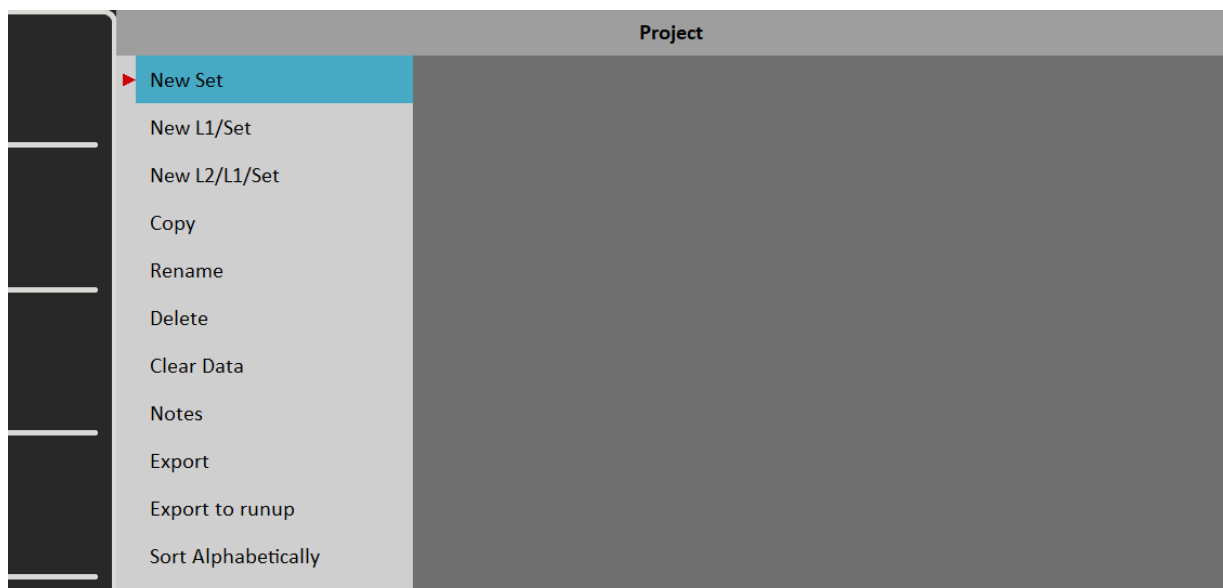 Project
New Set
New L1/Set
New L2/L1/Set
Copy
Rename
Delete
Clear Data
Notes
Export
Export to runup
Sort Alphabetically